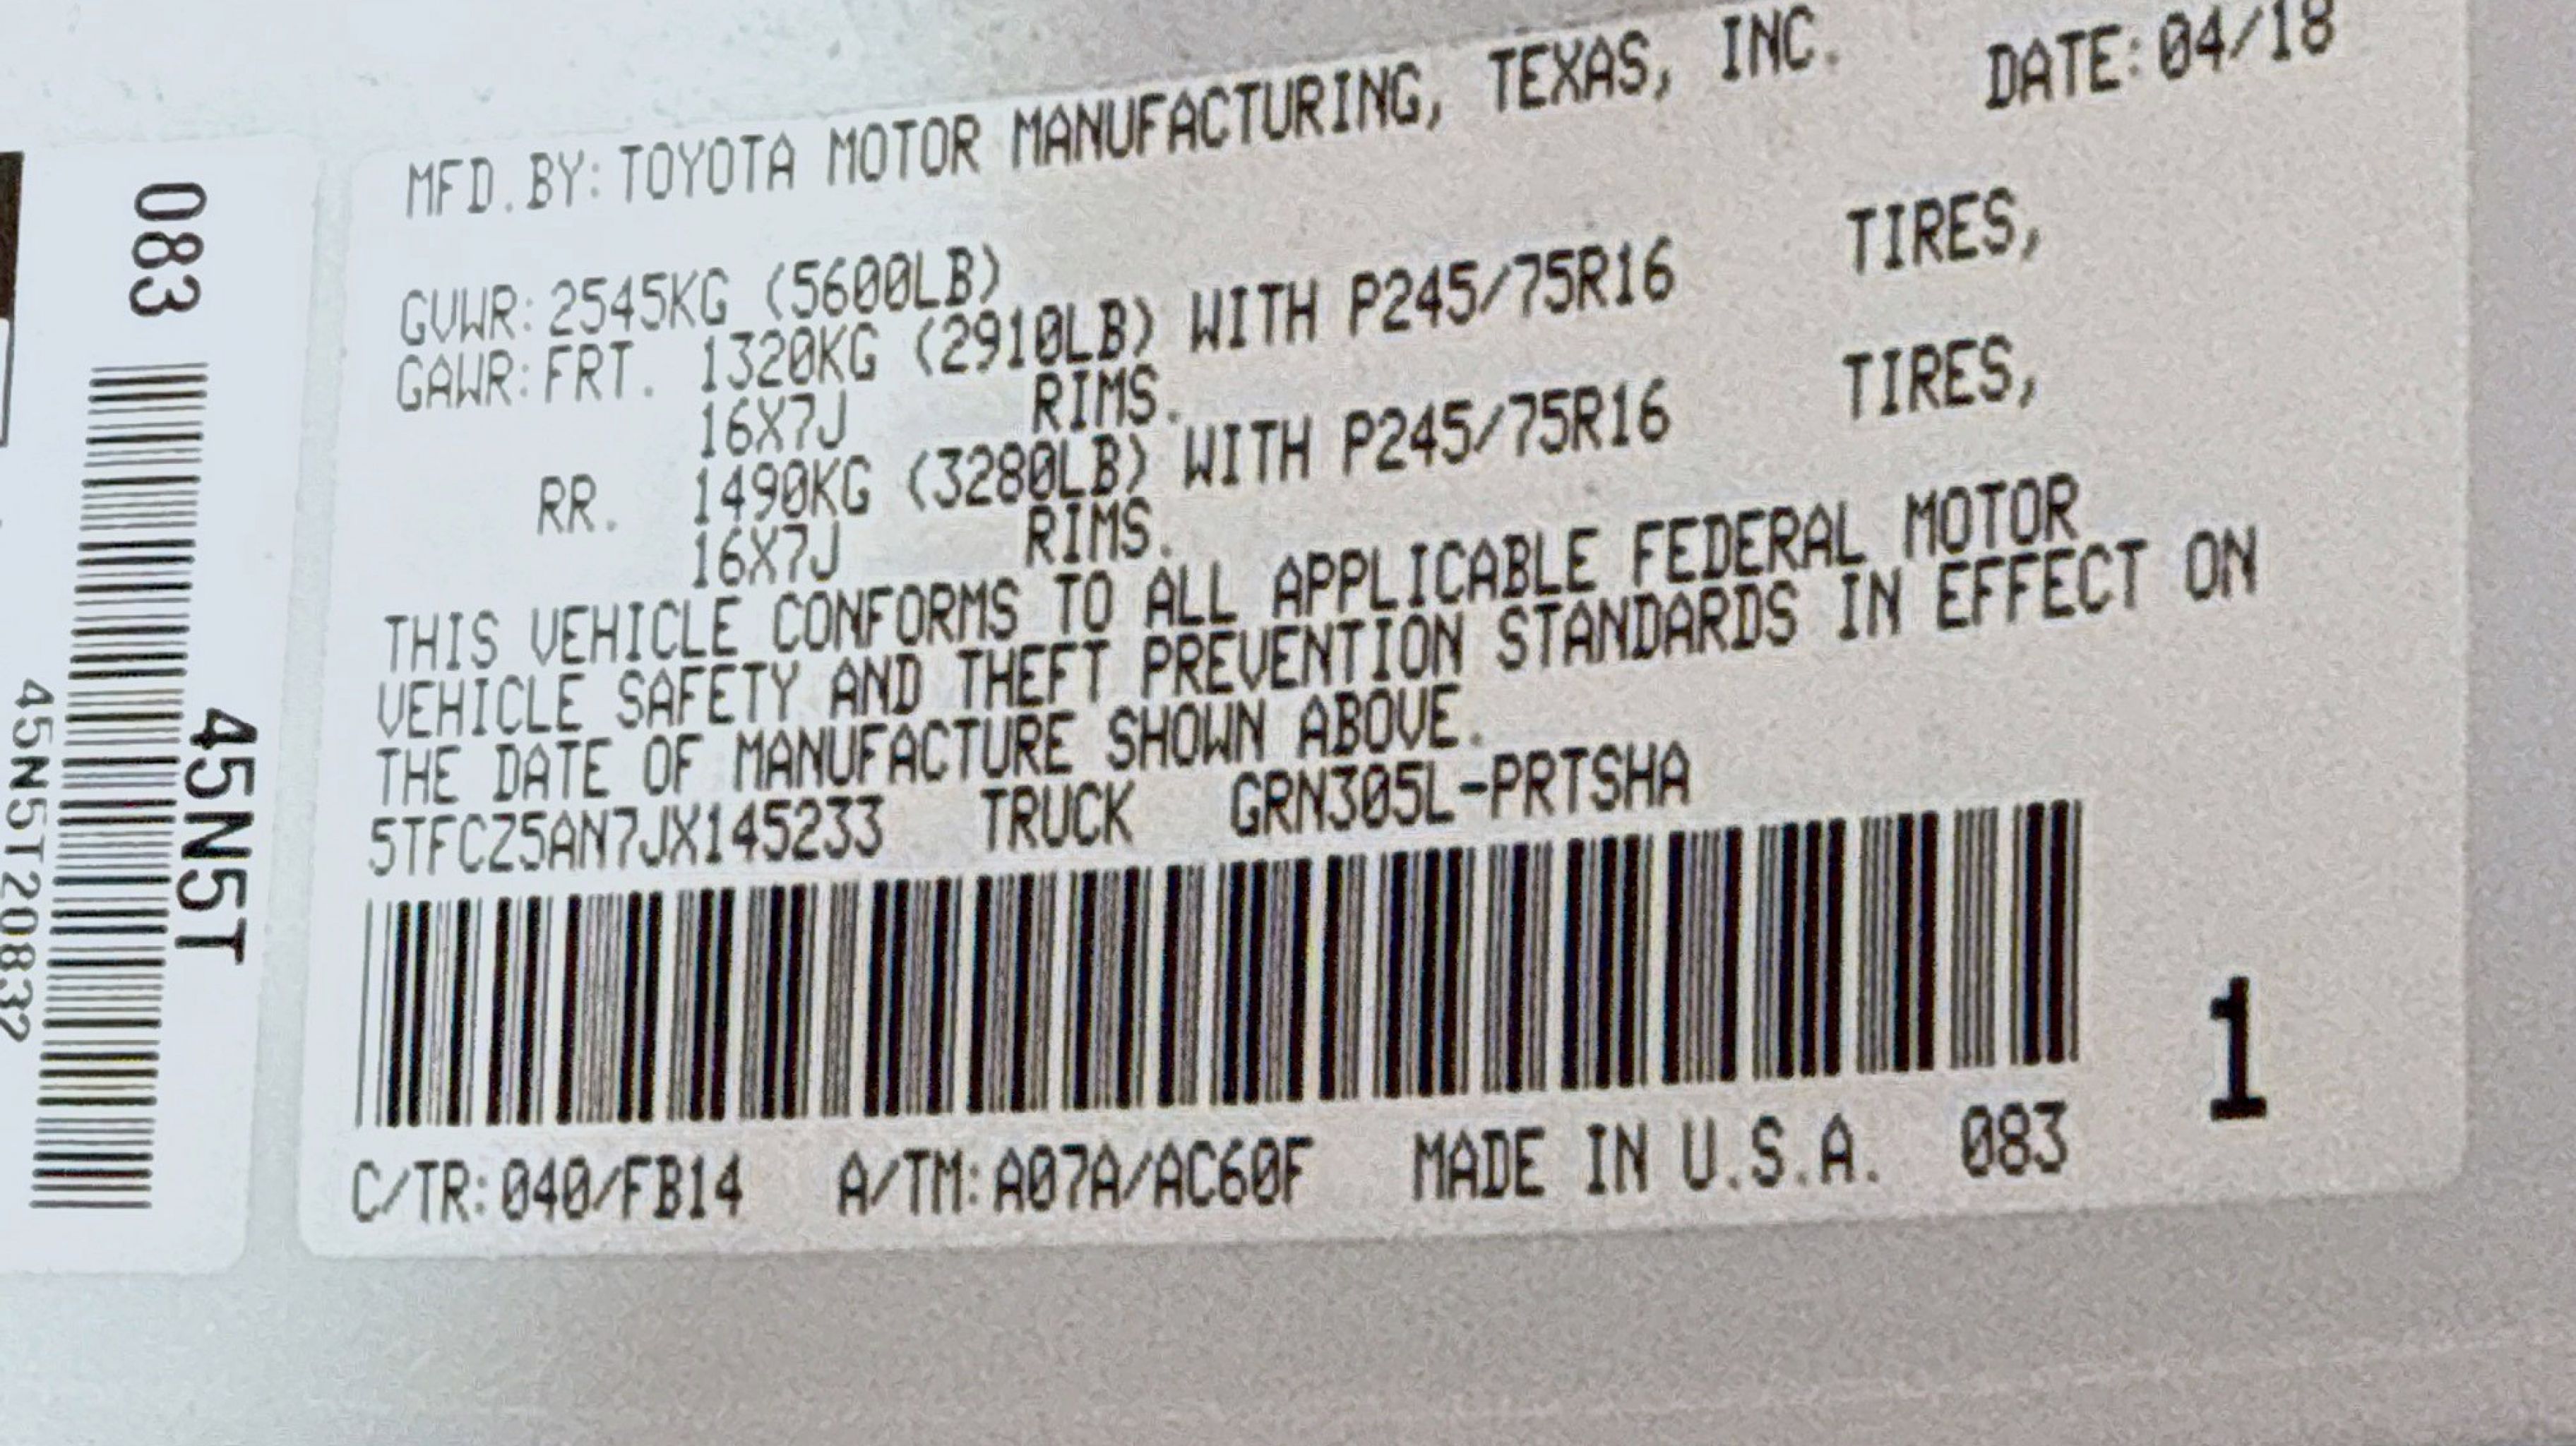 MFD.BY:TOYOTA MOTOR MANUFACTURING, TEXAS, INC. DATE:04/18
GVWR:2545KG (5600LB)
GAWR:FRT. 1320KG (2910LB) WITH P245/75R16 TIRES,
16X7J RIMS.
RR. 1490KG (3280LB) WITH P245/75R16 TIRES,
16X7J RIMS.
THIS VEHICLE CONFORMS TO ALL APPLICABLE FEDERAL MOTOR
VEHICLE SAFETY AND THEFT PREVENTION STANDARDS IN EFFECT ON
THE DATE OF MANUFACTURE SHOWN ABOVE.
5TFCZ5AN7JX145233 TRUCK GRN305L-PRTSHA
1
C/TR:040/FB14 A/TM:A07A/AC60F MADE IN U.S.A. 083
083
45N5T
45N5T20832